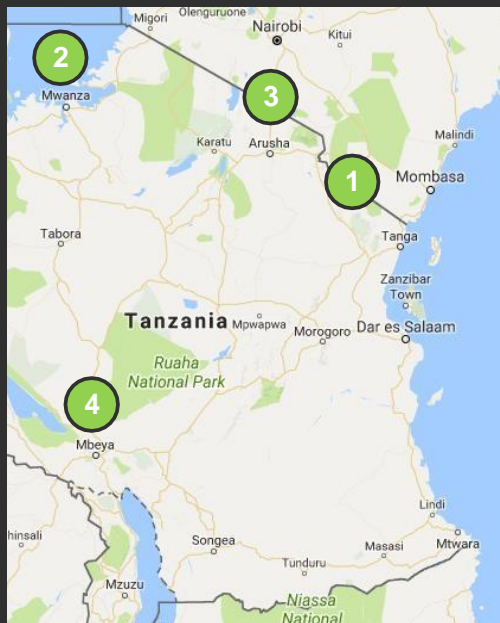 Migori
Olenguruone
Nairobi
Kitui
2
Mwanza
3
Karatu
Arusha
Malindi
1
Mombasa
Tabora
Tanga
Zanzibar
Town
Tanzania
Mpwapwa
Morogoro
Dar es Salaam
Ruaha
National Park
4
Mbeya
Lindi
hinsali
Songea
Masasi
Mtwara
Tunduru
Mzuzu
Niassa
National